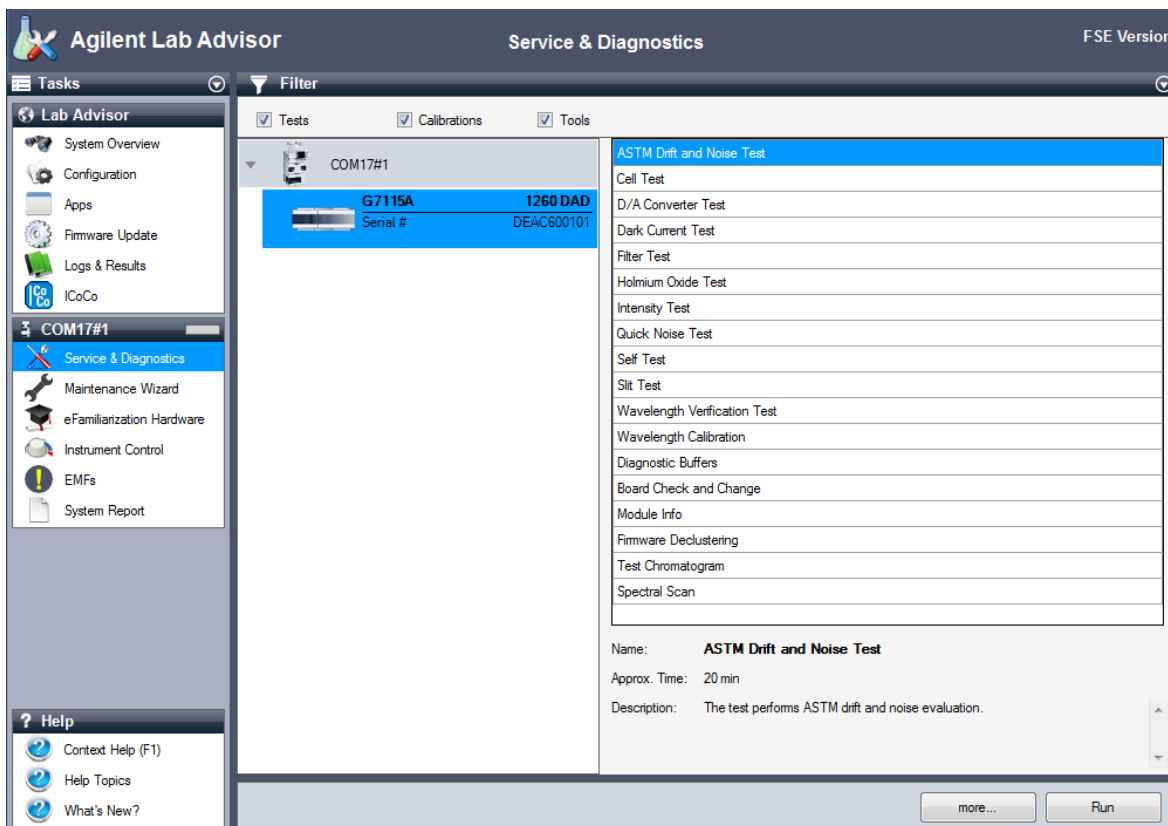 Agilent Lab Advisor
Service & Diagnostics
FSE Version
Tasks
Filter
Lab Advisor
System Overview
Configuration
Apps
Firmware Update
Logs & Results
ICoCo
COM17#1
Service & Diagnostics
Maintenance Wizard
eFamiliarization Hardware
Instrument Control
EMFs
System Report
? Help
Context Help (F1)
Help Topics
What's New?
Tests
Calibrations
Tools
COM17#1
G7115A 1260 DAD
Serial # DEAC600101
ASTM Drift and Noise Test
Cell Test
D/A Converter Test
Dark Current Test
Filter Test
Holmium Oxide Test
Intensity Test
Quick Noise Test
Self Test
Slit Test
Wavelength Verification Test
Wavelength Calibration
Diagnostic Buffers
Board Check and Change
Module Info
Firmware Declustering
Test Chromatogram
Spectral Scan
Name: ASTM Drift and Noise Test
Approx. Time: 20 min
Description: The test performs ASTM drift and noise evaluation.
more...
Run